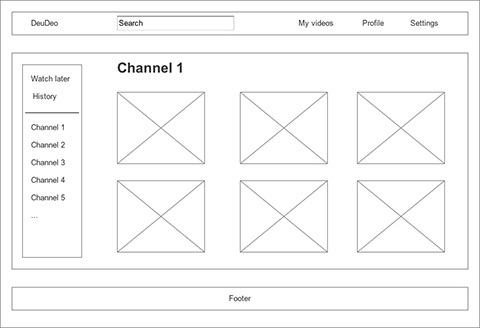 DeuDeo Search My videos Profile Settings
Watch later
History
Channel 1
Channel 2
Channel 3
Channel 4
Channel 5
...
Channel 1
Footer